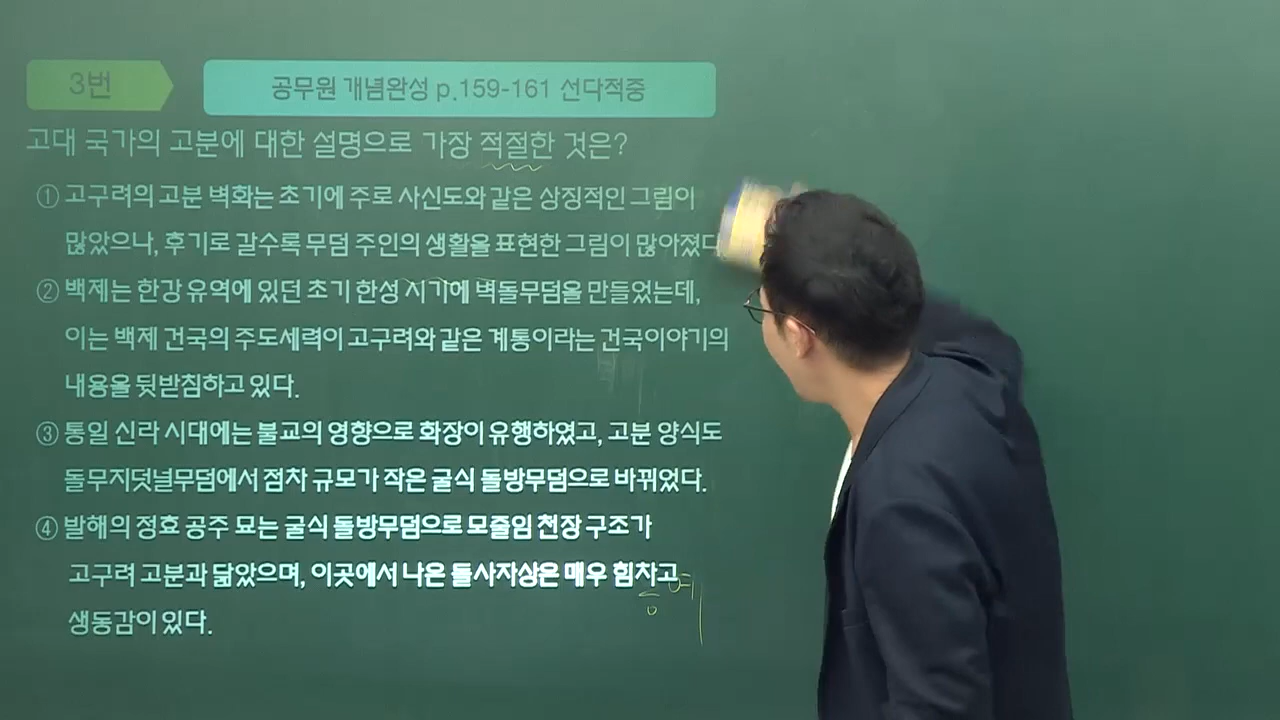 3번
공무원 개념완성 p.159-161 선다적중
고대 국가의 고분에 대한 설명으로 가장 적절한 것은?
① 고구려의 고분 벽화는 초기에 주로 사신도와 같은 상징적인 그림이
많았으나, 후기로 갈수록 무덤 주인의 생활을 표현한 그림이 많아졌다
② 백제는 한강 유역에 있던 초기 한성 시기에 벽돌무덤을 만들었는데,
이는 백제 건국의 주도세력이 고구려와 같은 계통이라는 건국이야기의
내용을 뒷받침하고 있다.
③ 통일 신라 시대에는 불교의 영향으로 화장이 유행하였고, 고분 양식도
돌무지덧널무덤에서 점차 규모가 작은 굴식 돌방무덤으로 바뀌었다.
④ 발해의 정효 공주 묘는 굴식 돌방무덤으로 모줄임 천장 구조가
고구려 고분과 닮았으며, 이곳에서 나온 돌사자상은 매우 힘차고
생동감이 있다.